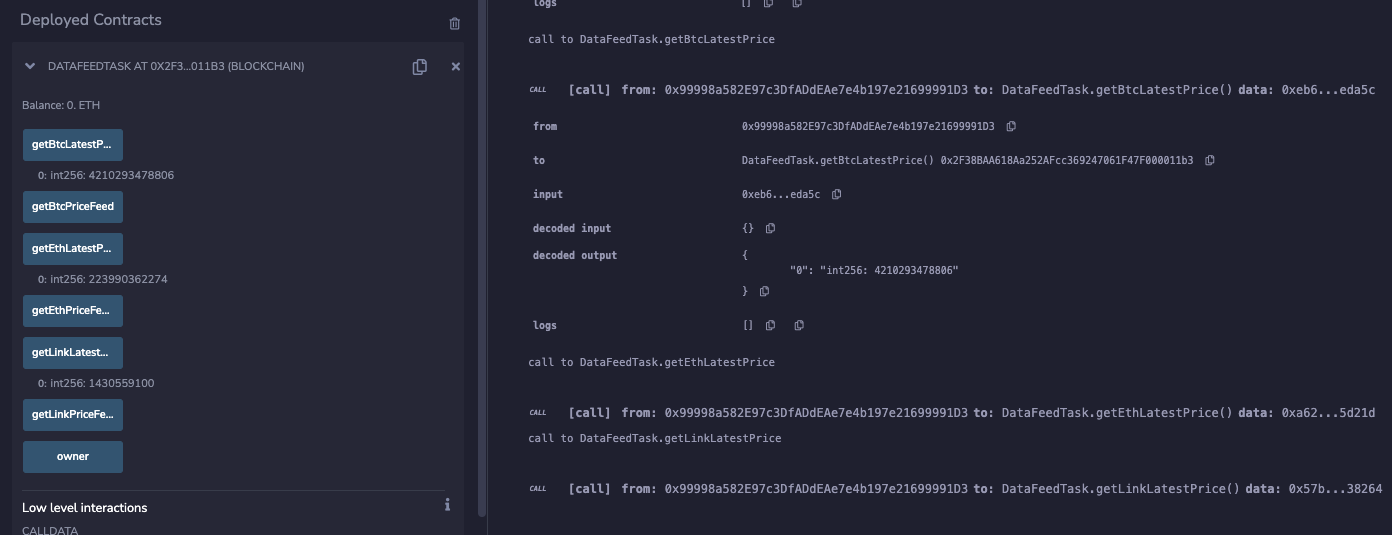 Deployed Contracts
DATAFEEDTASK AT 0X2F3...011B3 (BLOCKCHAIN)
Balance: 0. ETH
getBtcLatestP...
0: int256: 4210293478806
getBtcPriceFeed
getEthLatestP...
0: int256: 223990362274
getEthPriceFe...
getLinkLatest...
0: int256: 1430559100
getLinkPriceFe...
owner
Low level interactions
CALLDATA
logs []
call to DataFeedTask.getBtcLatestPrice
CALL [call] from: 0x99998a582E97c3DfADdEAe7e4b197e21699991D3 to: DataFeedTask.getBtcLatestPrice() data: 0xeb6...eda5c
from 0x99998a582E97c3DfADdEAe7e4b197e21699991D3
to DataFeedTask.getBtcLatestPrice() 0x2F38BAA618Aa252AFcc369247061F47F000011b3
input 0xeb6...eda5c
decoded input {}
decoded output {
"0": "int256: 4210293478806"
}
logs []
call to DataFeedTask.getEthLatestPrice
CALL [call] from: 0x99998a582E97c3DfADdEAe7e4b197e21699991D3 to: DataFeedTask.getEthLatestPrice() data: 0xa62...5d21d
call to DataFeedTask.getLinkLatestPrice
CALL [call] from: 0x99998a582E97c3DfADdEAe7e4b197e21699991D3 to: DataFeedTask.getLinkLatestPrice() data: 0x57b...38264